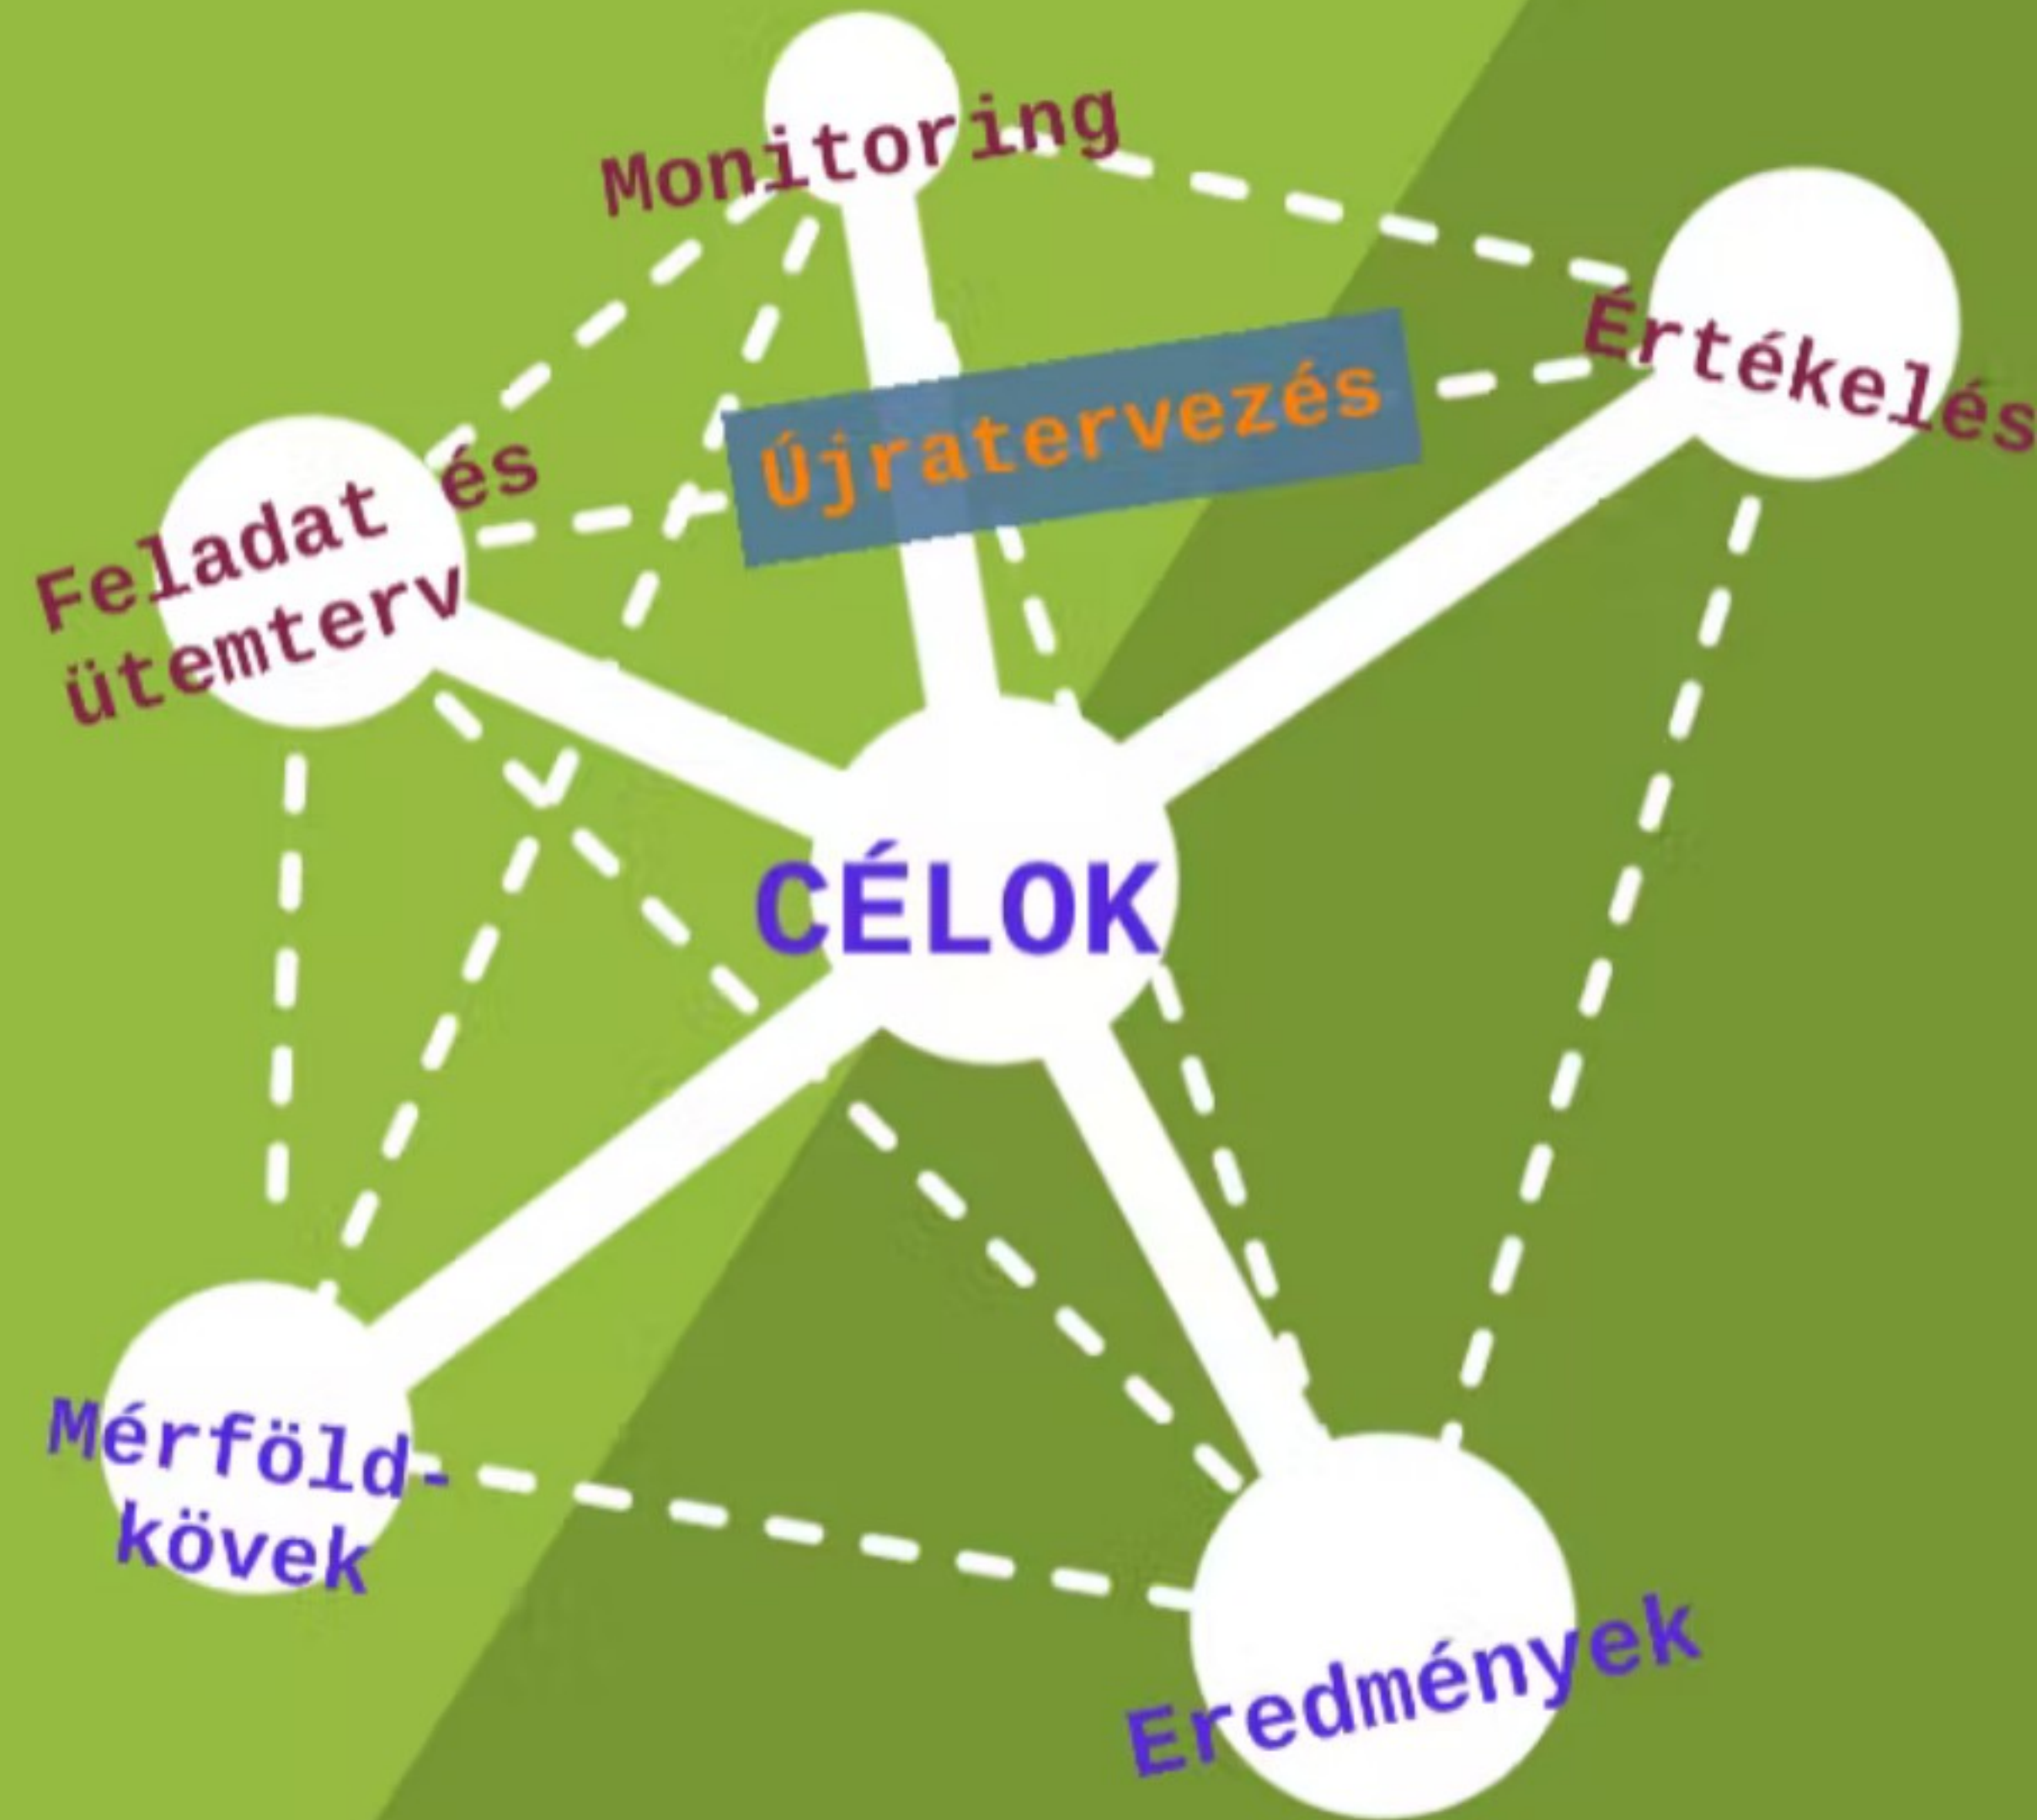 Monitoring
Értékelés
Újratervezés
Feladat és
ütemterv
CÉLOK
Mérföld-
kövek
Eredmények